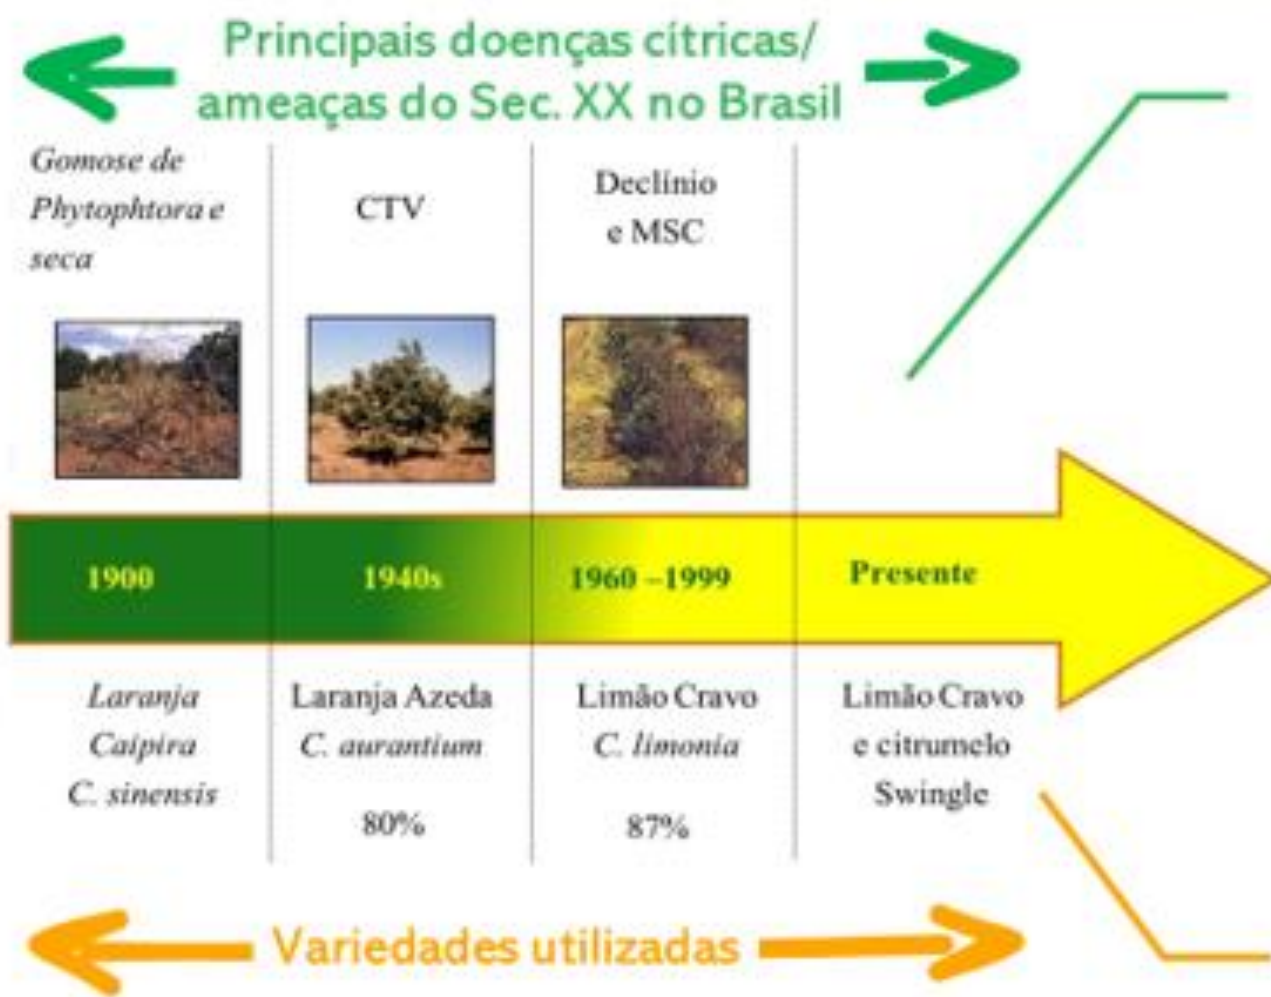 Principais doenças cítricas/
ameaças do Sec. XX no Brasil
Gomose de
Phytophtora e
seca
CTV
Declínio
e MSC
1900
1940s
1960 –1999
Presente
Laranja
Caipira
C. sinensis
Laranja Azeda
C. aurantium
80%
Limão Cravo
C. limonia
87%
Limão Cravo
e citrumelo
Swingle
Variedades utilizadas